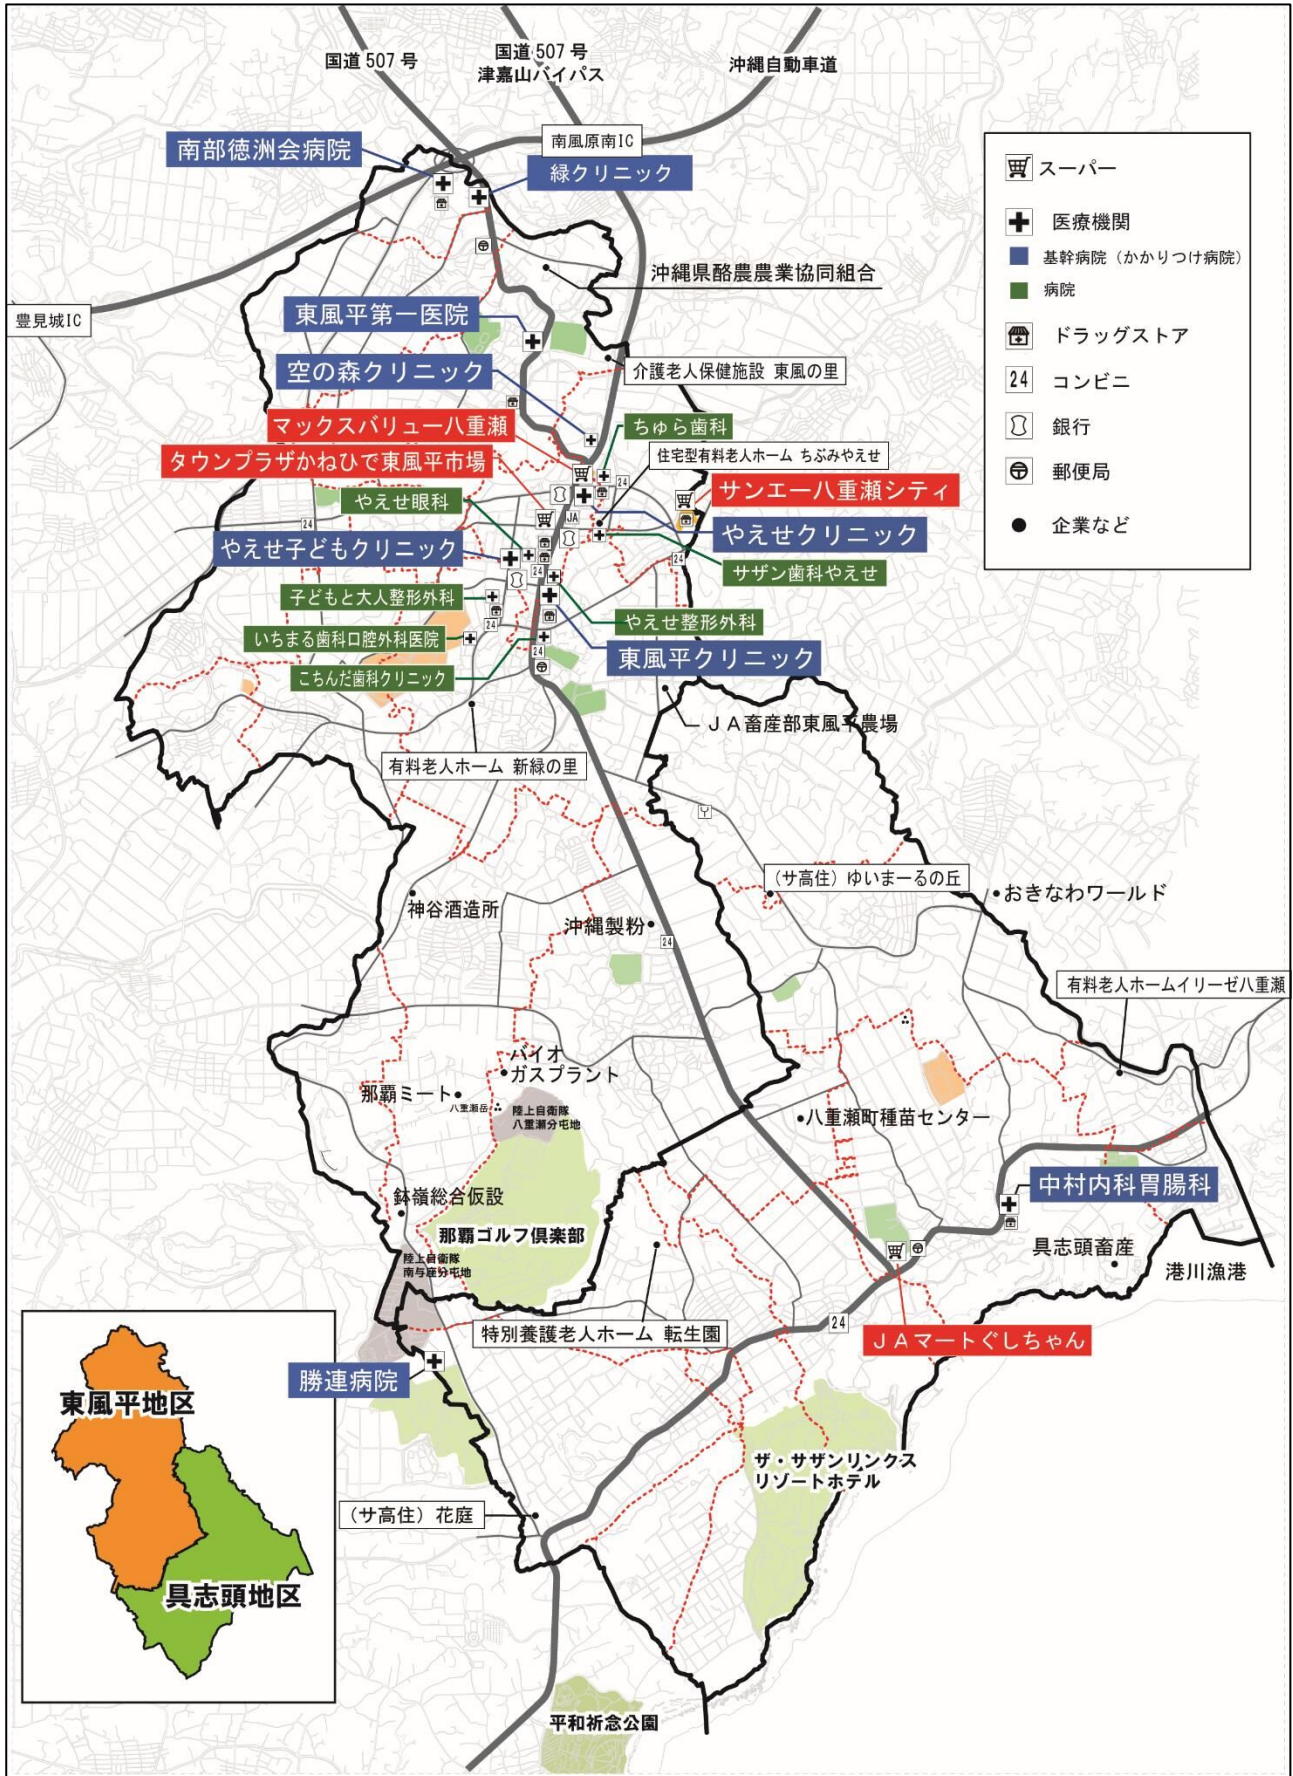 国道 507 号
国道 507 号
津嘉山バイパス
沖縄自動車道
南風原南IC
南部徳洲会病院
緑クリニック
スーパー
医療機関
基幹病院（かかりつけ病院）
病院
ドラッグストア
24
コンビニ
銀行
郵便局
企業など
沖縄県酪農農業協同組合
豊見城IC
東風平第一医院
介護老人保健施設 東風の里
空の森クリニック
マックスバリュー八重瀬
ちゅら歯科
住宅型有料老人ホーム ちぶみやえせ
タウンプラザかねひで東風平市場
24
サンエー八重瀬シティ
やえせ眼科
24
JA
やえせクリニック
やえせ子どもクリニック
24
24
サザン歯科やえせ
子どもと大人整形外科
24
やえせ整形外科
いちまる歯科口腔外科医院
24
東風平クリニック
こちんだ歯科クリニック
ＪＡ畜産部東風平農場
有料老人ホーム 新緑の里
（サ高住）ゆいまーるの丘
おきなわワールド
神谷酒造所
沖縄製粉
24
有料老人ホームイリーゼ八重瀬
バイオ
ガスプラント
那覇ミート
八重瀬岳
陸上自衛隊
八重瀬分屯地
八重瀬町種苗センター
中村内科胃腸科
鉢嶺総合仮設
那覇ゴルフ倶楽部
陸上自衛隊
南与座分屯地
具志頭畜産
港川漁港
特別養護老人ホーム 転生園
24
ＪＡマートぐしちゃん
勝連病院
東風平地区
具志頭地区
ザ・サザンリンクス
リゾートホテル
（サ高住）花庭
平和祈念公園